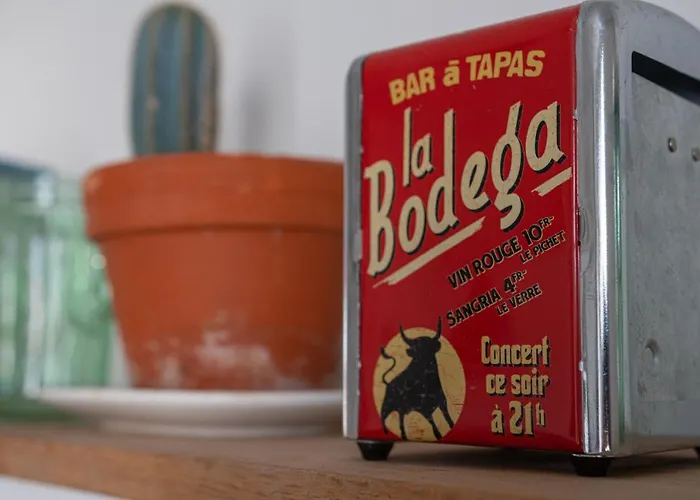 BAR à TAPAS
la
Bodega
VIN ROUGE 10FR-
LE PICHET
SANGRIA 4FR-
LE VERRE
Concert
ce soir
à 21h